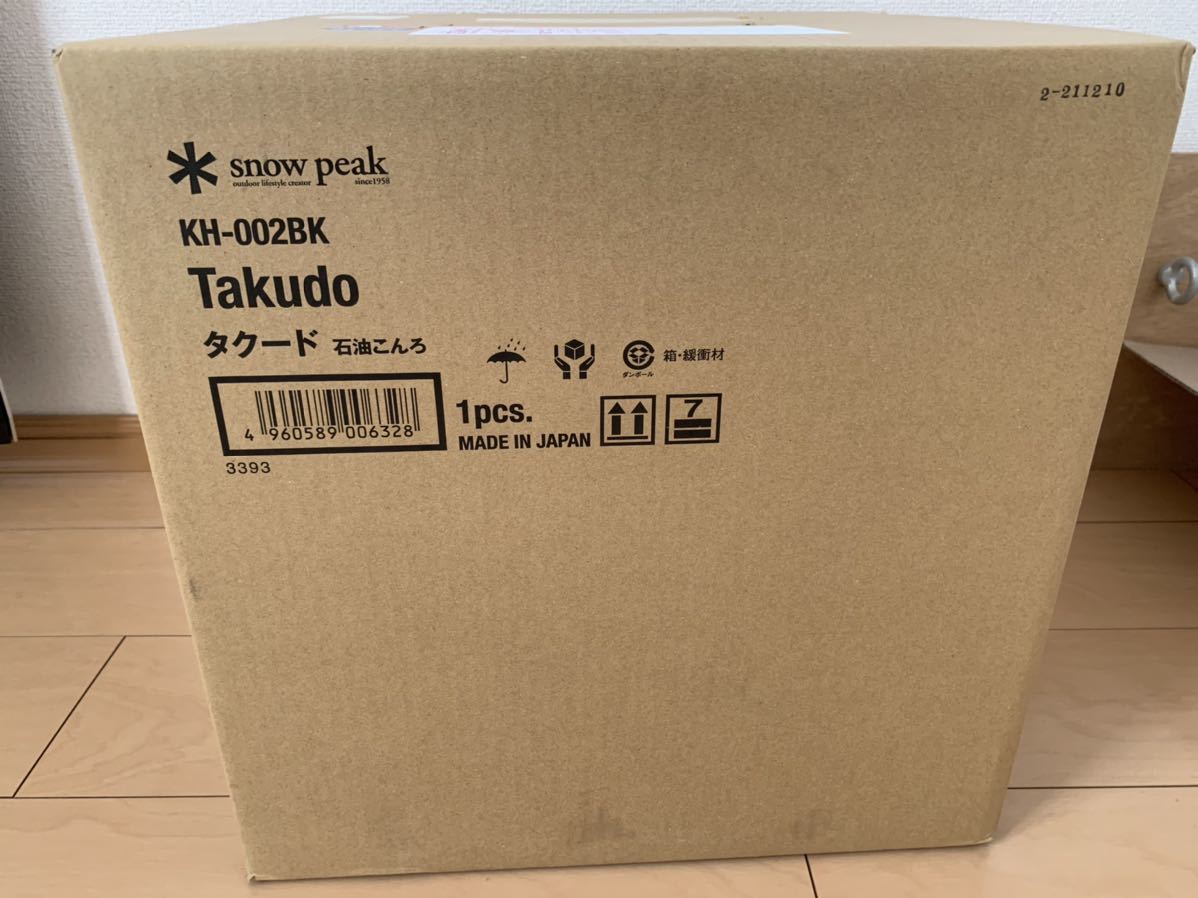 2-211210
snow peak
outdoor lifestyle creator since1958
KH-002BK
Takudo
タクード 石油こんろ
ダンボール
箱・緩衝材
4 960589 006328
1pcs.
MADE IN JAPAN
7
3393